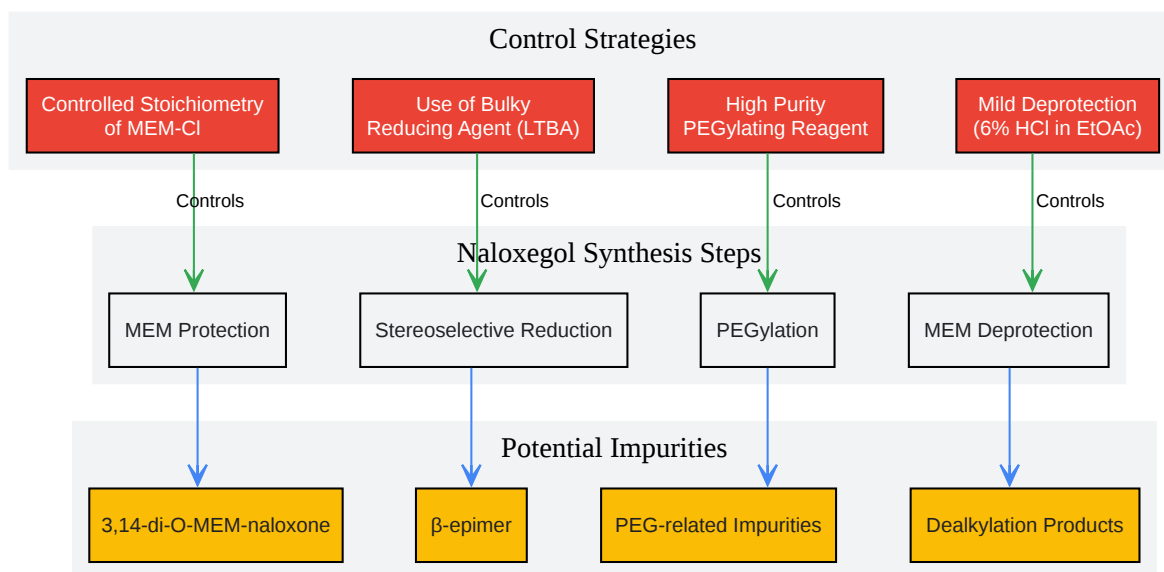 Control Strategies
Controlled Stoichiometry
of MEM-Cl
Use of Bulky
Reducing Agent (LTBA)
High Purity
PEGylating Reagent
Mild Deprotection
(6% HCl in EtOAc)
Controls
Controls
Controls
Controls
Naloxegol Synthesis Steps
MEM Protection
Stereoselective Reduction
PEGylation
MEM Deprotection
Potential Impurities
3,14-di-O-MEM-naloxone
β-epimer
PEG-related Impurities
Dealkylation Products